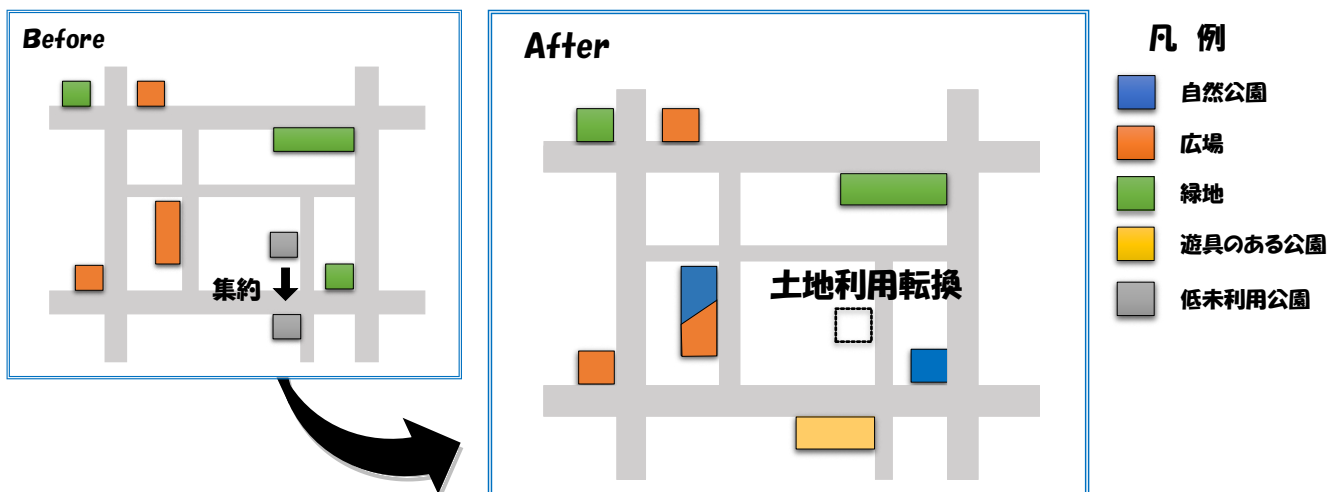 Before
集約
After
土地利用転換
凡 例
自然公園
広場
緑地
遊具のある公園
低未利用公園